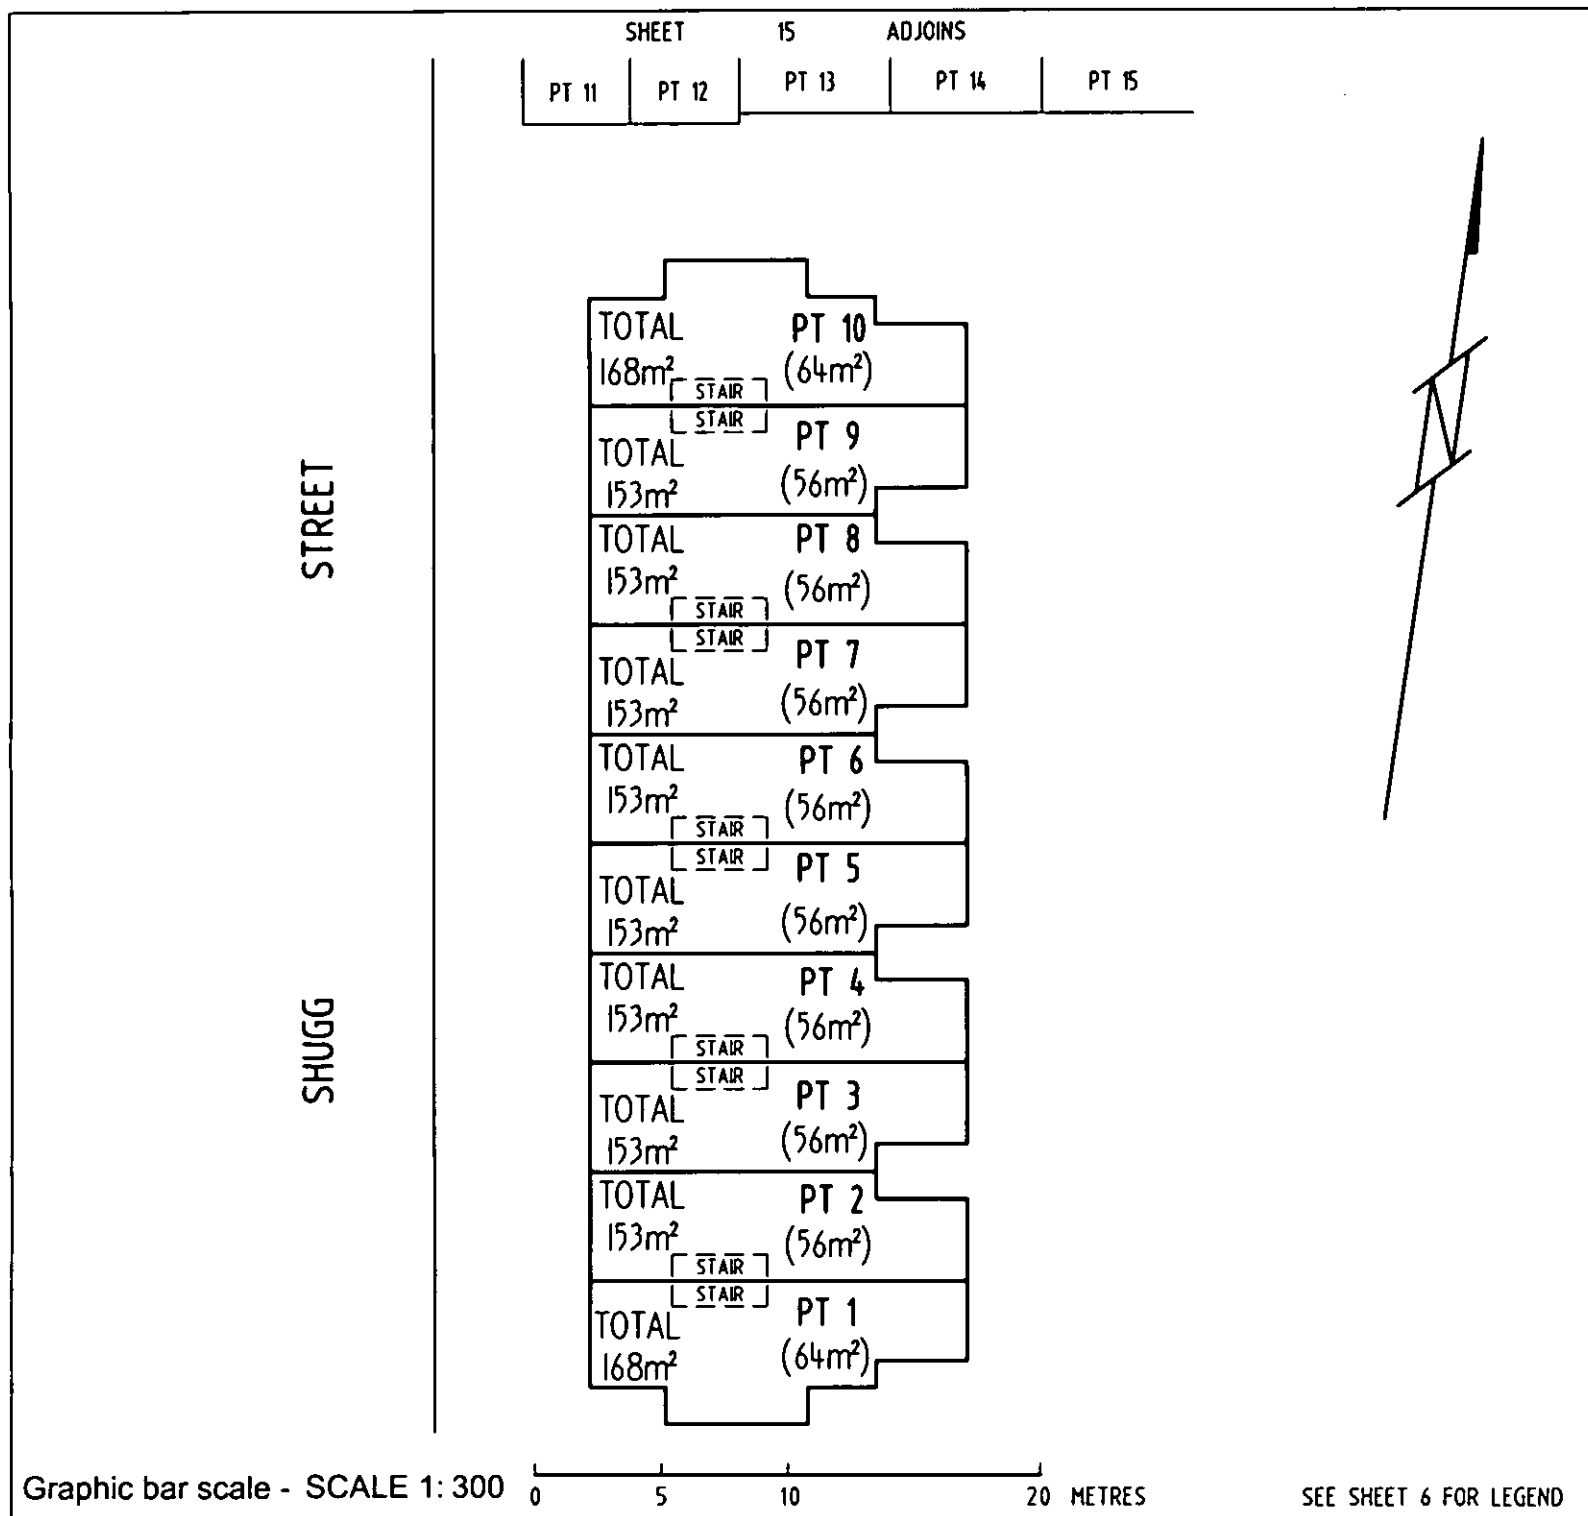 SHEET 15 ADJOINS
PT 11 PT 12 PT 13 PT 14 PT 15
TOTAL PT 10
168m² (64m²)
STAIR
STAIR
PT 9
TOTAL
153m² (56m²)
TOTAL PT 8
153m² (56m²)
STAIR
STAIR
PT 7
TOTAL
153m² (56m²)
TOTAL PT 6
153m² (56m²)
STAIR
STAIR
PT 5
TOTAL
153m² (56m²)
TOTAL PT 4
153m² (56m²)
STAIR
STAIR
PT 3
TOTAL
153m² (56m²)
TOTAL PT 2
153m² (56m²)
STAIR
STAIR
PT 1
TOTAL
168m² (64m²)
SHUGG STREET
N
Graphic bar scale - SCALE 1: 300
0 5 10 20 METRES
SEE SHEET 6 FOR LEGEND